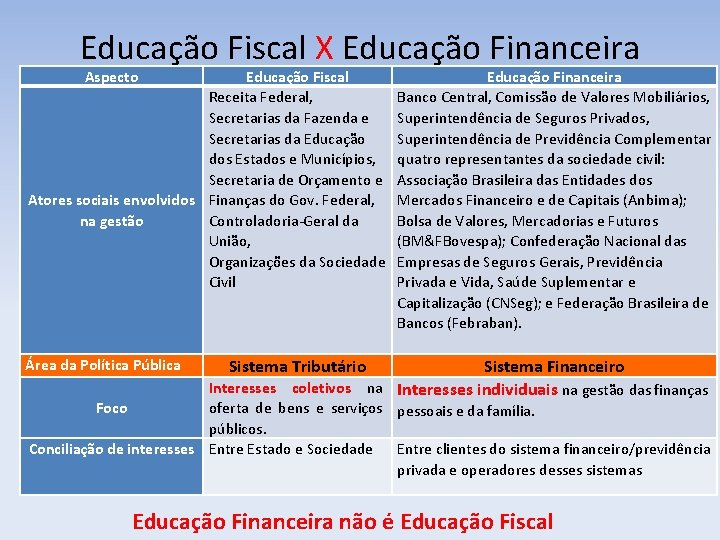 Educação Fiscal X Educação Financeira
Aspecto
Educação Fiscal
Educação Financeira
Atores sociais envolvidos
na gestão
Receita Federal,
Secretarias da Fazenda e
Secretarias da Educação
dos Estados e Municípios,
Secretaria de Orçamento e
Finanças do Gov. Federal,
Controladoria-Geral da
União,
Organizações da Sociedade
Civil
Banco Central, Comissão de Valores Mobiliários,
Superintendência de Seguros Privados,
Superintendência de Previdência Complementar
quatro representantes da sociedade civil:
Associação Brasileira das Entidades dos
Mercados Financeiro e de Capitais (Anbima);
Bolsa de Valores, Mercadorias e Futuros
(BM&FBovespa); Confederação Nacional das
Empresas de Seguros Gerais, Previdência
Privada e Vida, Saúde Suplementar e
Capitalização (CNSeg); e Federação Brasileira de
Bancos (Febraban).
Área da Política Pública
Sistema Tributário
Sistema Financeiro
Foco
Interesses coletivos na
oferta de bens e serviços
públicos.
Interesses individuais na gestão das finanças
pessoais e da família.
Conciliação de interesses
Entre Estado e Sociedade
Entre clientes do sistema financeiro/previdência
privada e operadores desses sistemas
Educação Financeira não é Educação Fiscal